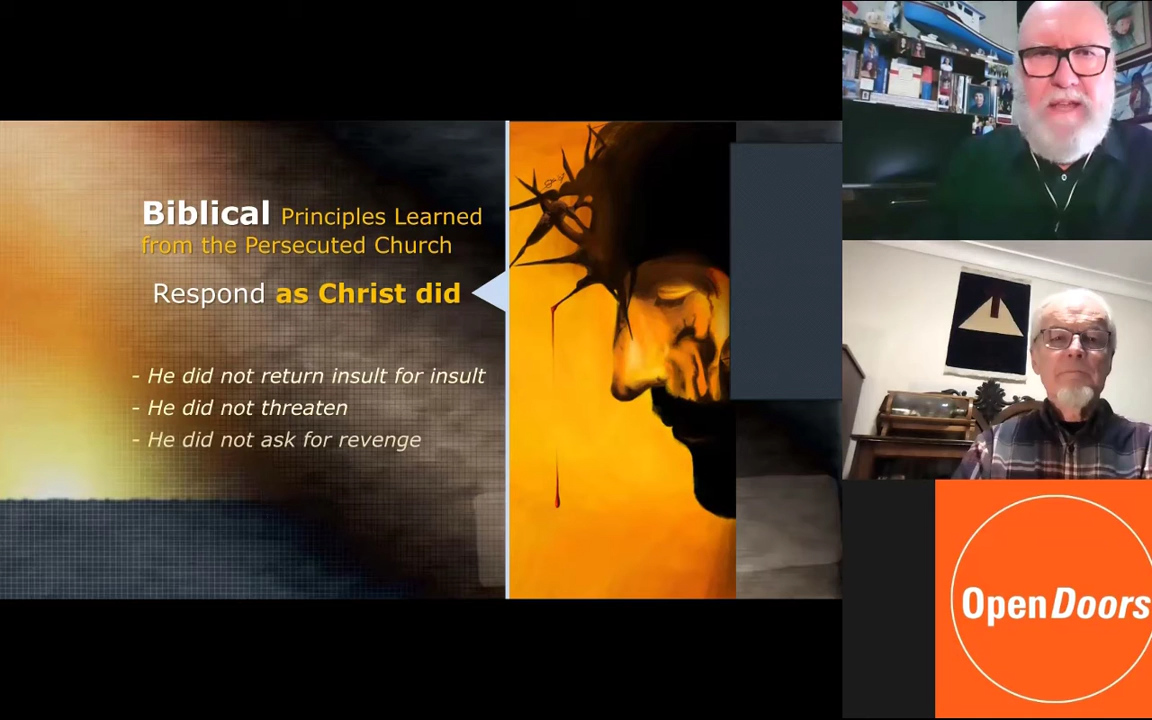 Biblical Principles Learned
from the Persecuted Church
Respond as Christ did
- He did not return insult for insult
- He did not threaten
- He did not ask for revenge
OpenDoors